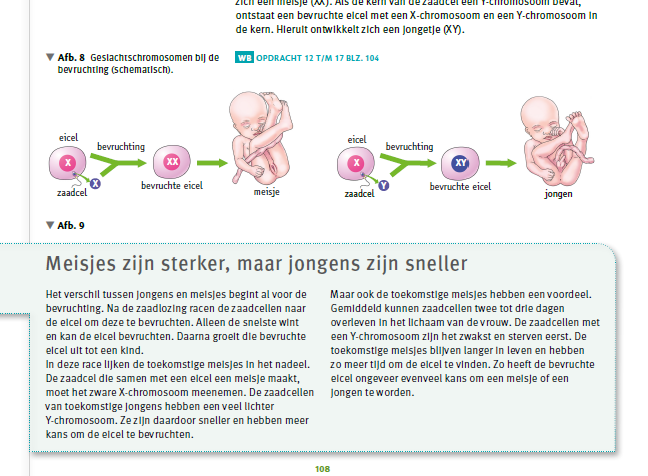 zich een meisje (XX). Als de kern van de zaadcel een Y-chromosoom bevat,
ontstaat een bevruchte eicel met een X-chromosoom en een Y-chromosoom in
de kern. Hieruit ontwikkelt zich een jongetje (XY).
▼ Afb. 8 Geslachtschromosomen bij de
bevruchting (schematisch).
WB OPDRACHT 12 T/M 17 BLZ. 104
eicel
bevruchting
X
XX
X
zaadcel
bevruchte eicel
meisje
eicel
bevruchting
X
XY
Y
zaadcel
bevruchte eicel
jongen
▼ Afb. 9
Meisjes zijn sterker, maar jongens zijn sneller
Het verschil tussen jongens en meisjes begint al voor de
bevruchting. Na de zaadlozing racen de zaadcellen naar
de eicel om deze te bevruchten. Alleen de snelste wint
en kan de eicel bevruchten. Daarna groeit die bevruchte
eicel uit tot een kind.
In deze race lijken de toekomstige meisjes in het nadeel.
De zaadcel die samen met een eicel een meisje maakt,
moet het zware X-chromosoom meenemen. De zaadcellen
van toekomstige jongens hebben een veel lichter
Y-chromosoom. Ze zijn daardoor sneller en hebben meer
kans om de eicel te bevruchten.
Maar ook de toekomstige meisjes hebben een voordeel.
Gemiddeld kunnen zaadcellen twee tot drie dagen
overleven in het lichaam van de vrouw. De zaadcellen met
een Y-chromosoom zijn het zwakst en sterven eerst. De
toekomstige meisjes blijven langer in leven en hebben
zo meer tijd om de eicel te vinden. Zo heeft de bevruchte
eicel ongeveer evenveel kans om een meisje of een
jongen te worden.
108